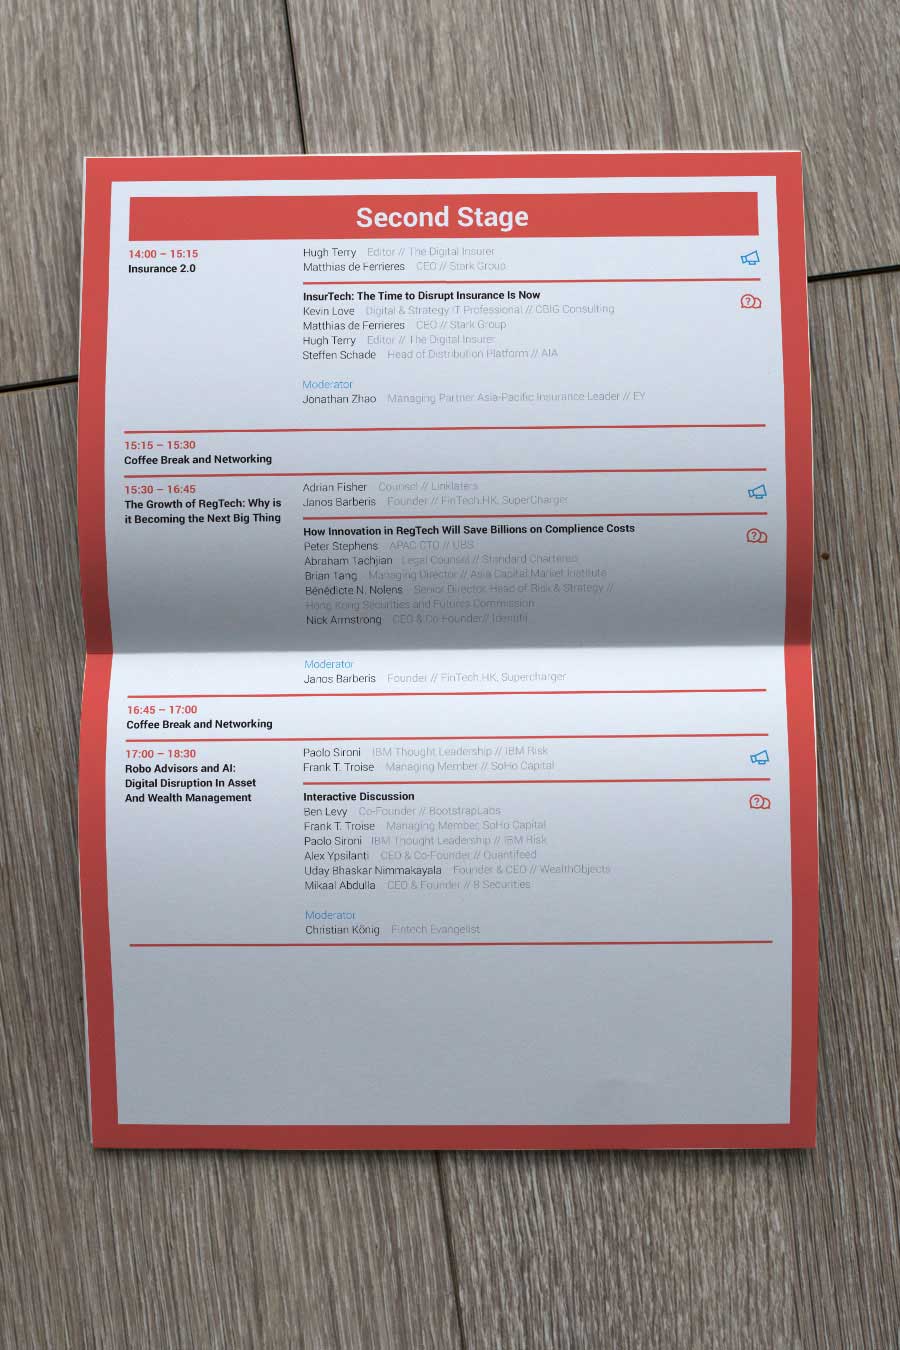 Second Stage
14:00 – 15:15
Insurance 2.0
Hugh Terry Editor // The Digital Insurer
Matthias de Ferrieres CEO // Stark Group
InsurTech: The Time to Disrupt Insurance Is Now
Kevin Love Digital & Strategy IT Professional // CBIG Consulting
Matthias de Ferrieres CEO // Stark Group
Hugh Terry Editor // The Digital Insurer
Steffen Schade Head of Distribution Platform // AIA
Moderator
Jonathan Zhao Managing Partner Asia-Pacific Insurance Leader // EY
15:15 – 15:30
Coffee Break and Networking
15:30 – 16:45
The Growth of RegTech: Why is
it Becoming the Next Big Thing
Adrian Fisher Counsel // Linklaters
Janos Barberis Founder // FinTech.HK, SuperCharger
How Innovation in RegTech Will Save Billions on Complience Costs
Peter Stephens APAC CTO // UBS
Abraham Tachjian Legal Counsel // Standard Chartered
Brian Tang Managing Director // Asia Capital Market Institute
Bénédicte N. Nolens Senior Director, Head of Risk & Strategy //
Hong Kong Securities and Futures Commission
Nick Armstrong CEO & Co-Founder// Identitii
Moderator
Janos Barberis Founder // FinTech.HK, Supercharger
16:45 – 17:00
Coffee Break and Networking
17:00 – 18:30
Robo Advisors and AI:
Digital Disruption In Asset
And Wealth Management
Paolo Sironi IBM Thought Leadership // IBM Risk
Frank T. Troise Managing Member // SoHo Capital
Interactive Discussion
Ben Levy Co-Founder // BootstrapLabs
Frank T. Troise Managing Member, SoHo Capital
Paolo Sironi IBM Thought Leadership // IBM Risk
Alex Ypsilanti CEO & Co-Founder // Quantifeed
Uday Bhaskar Nimmakayala Founder & CEO // WealthObjects
Mikaal Abdulla CEO & Founder // 8 Securities
Moderator
Christian König Fintech Evangelist